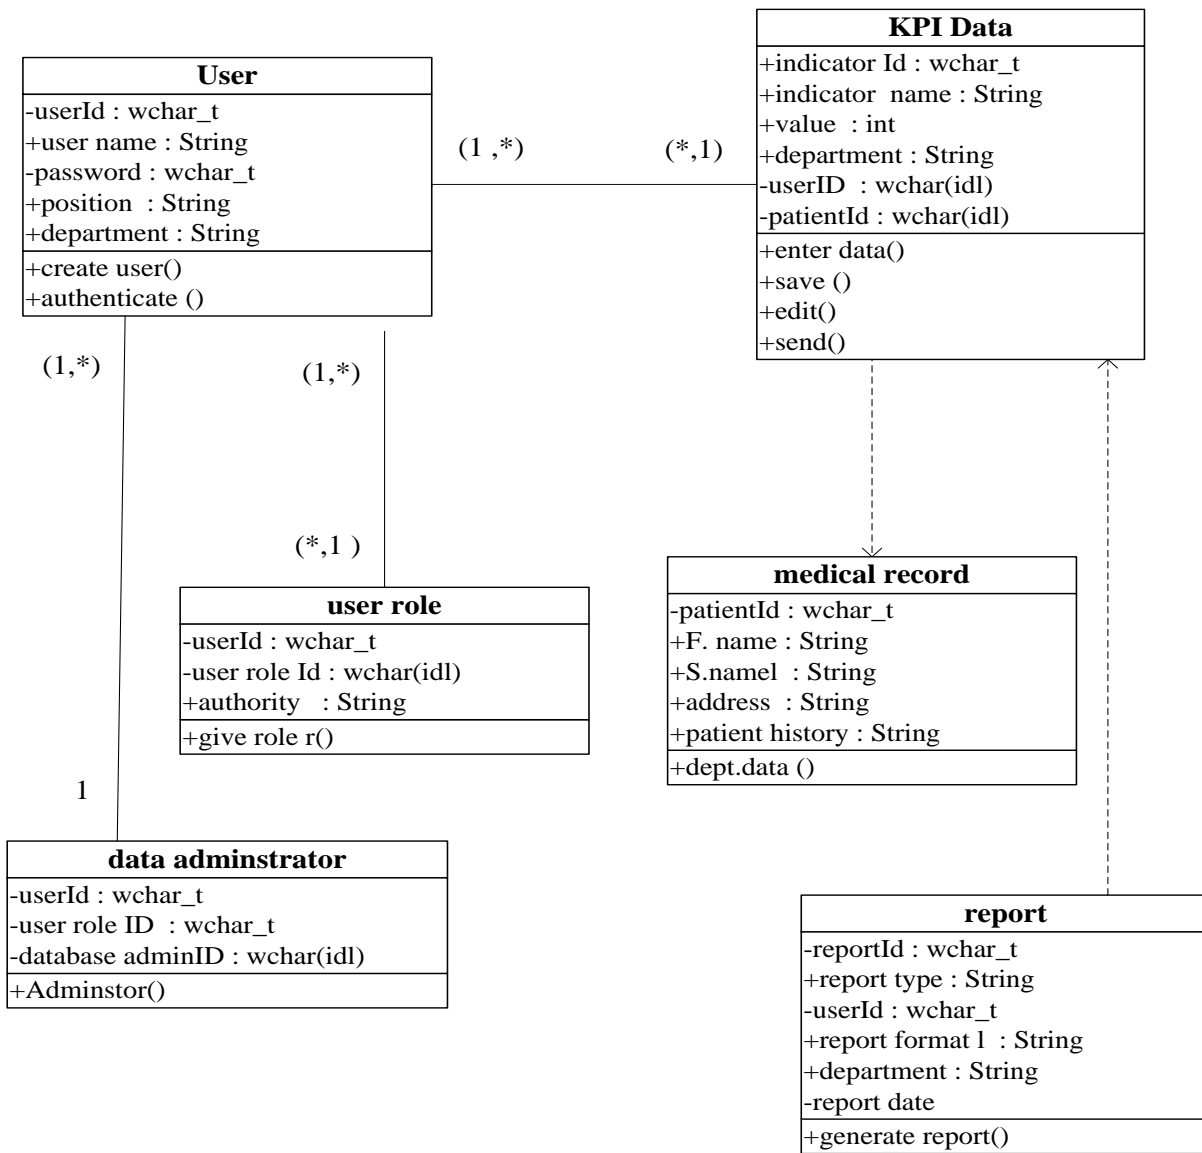 User
-userId : wchar_t
+user name : String
-password : wchar_t
+position  : String
+department : String
+create user()
+authenticate ()
(1 ,*)
(*,1)
KPI Data
+indicator Id : wchar_t
+indicator  name : String
+value  : int
+department : String
-userID  : wchar(idl)
-patientId : wchar(idl)
+enter data()
+save ()
+edit()
+send()
(1,*)
(1,*)
(*,1 )
user role
-userId : wchar_t
-user role Id : wchar(idl)
+authority   : String
+give role r()
medical record
-patientId : wchar_t
+F. name : String
+S.namel  : String
+address  : String
+patient history : String
+dept.data ()
1
data adminstrator
-userId : wchar_t
-user role ID  : wchar_t
-database adminID : wchar(idl)
+Adminstor()
report
-reportId : wchar_t
+report type : String
-userId : wchar_t
+report format l  : String
+department : String
-report date
+generate report()